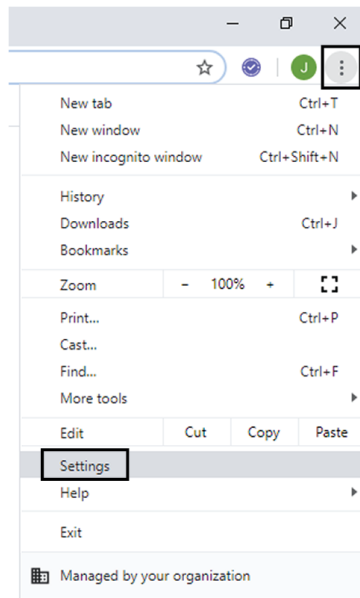 J
New tab Ctrl+T
New window Ctrl+N
New incognito window Ctrl+Shift+N
History
Downloads Ctrl+J
Bookmarks
Zoom - 100% +
Print... Ctrl+P
Cast...
Find... Ctrl+F
More tools
Edit Cut Copy Paste
Settings
Help
Exit
Managed by your organization